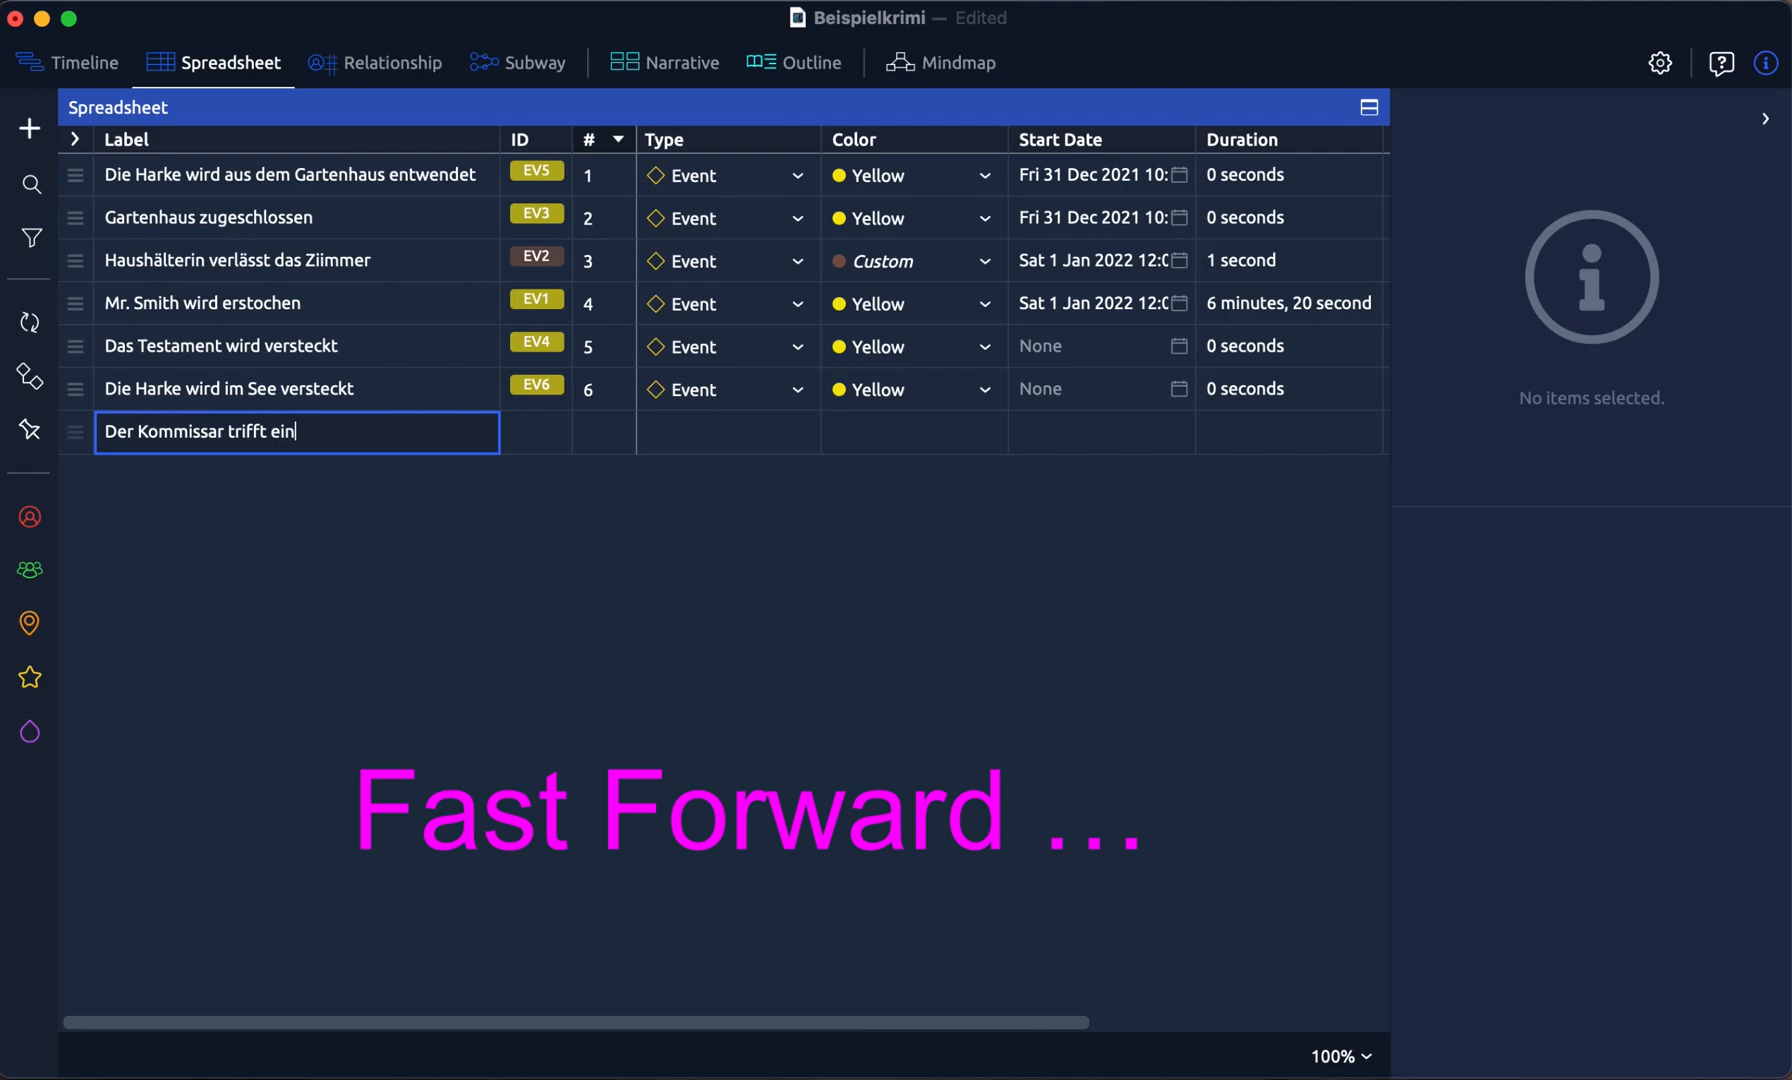 Beispielkrimi — Edited
Timeline Spreadsheet Relationship Subway Narrative Outline Mindmap
Spreadsheet
Label ID # Type Color Start Date Duration
Die Harke wird aus dem Gartenhaus entwendet EV5 1 Event Yellow Fri 31 Dec 2021 10: 0 seconds
Gartenhaus zugeschlossen EV3 2 Event Yellow Fri 31 Dec 2021 10: 0 seconds
Haushälterin verlässt das Ziimmer EV2 3 Event Custom Sat 1 Jan 2022 12:0 1 second
Mr. Smith wird erstochen EV1 4 Event Yellow Sat 1 Jan 2022 12:0 6 minutes, 20 second
Das Testament wird versteckt EV4 5 Event Yellow None 0 seconds
Die Harke wird im See versteckt EV6 6 Event Yellow None 0 seconds
Der Kommissar trifft ein
No items selected.
Fast Forward ...
100%